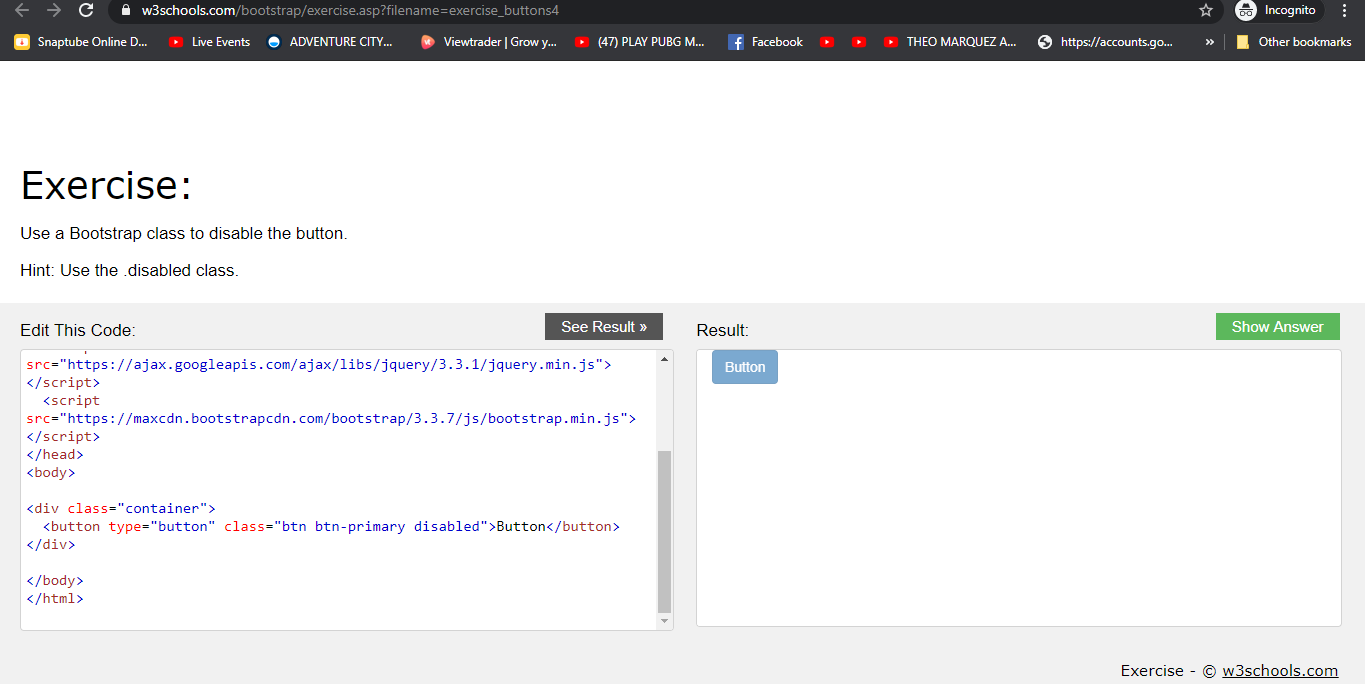 w3schools.com/bootstrap/exercise.asp?filename=exercise_buttons4
Incognito
Snaptube Online D...
Live Events
ADVENTURE CITY...
Viewtrader | Grow y...
(47) PLAY PUBG M...
Facebook
THEO MARQUEZ A...
https://accounts.go...
»
Other bookmarks
Exercise:
Use a Bootstrap class to disable the button.
Hint: Use the .disabled class.
Edit This Code:
See Result »
src="https://ajax.googleapis.com/ajax/libs/jquery/3.3.1/jquery.min.js">
</script>
<script
src="https://maxcdn.bootstrapcdn.com/bootstrap/3.3.7/js/bootstrap.min.js">
</script>
</head>
<body>
<div class="container">
<button type="button" class="btn btn-primary disabled">Button</button>
</div>
</body>
</html>
Result:
Show Answer
Button
Exercise - © w3schools.com